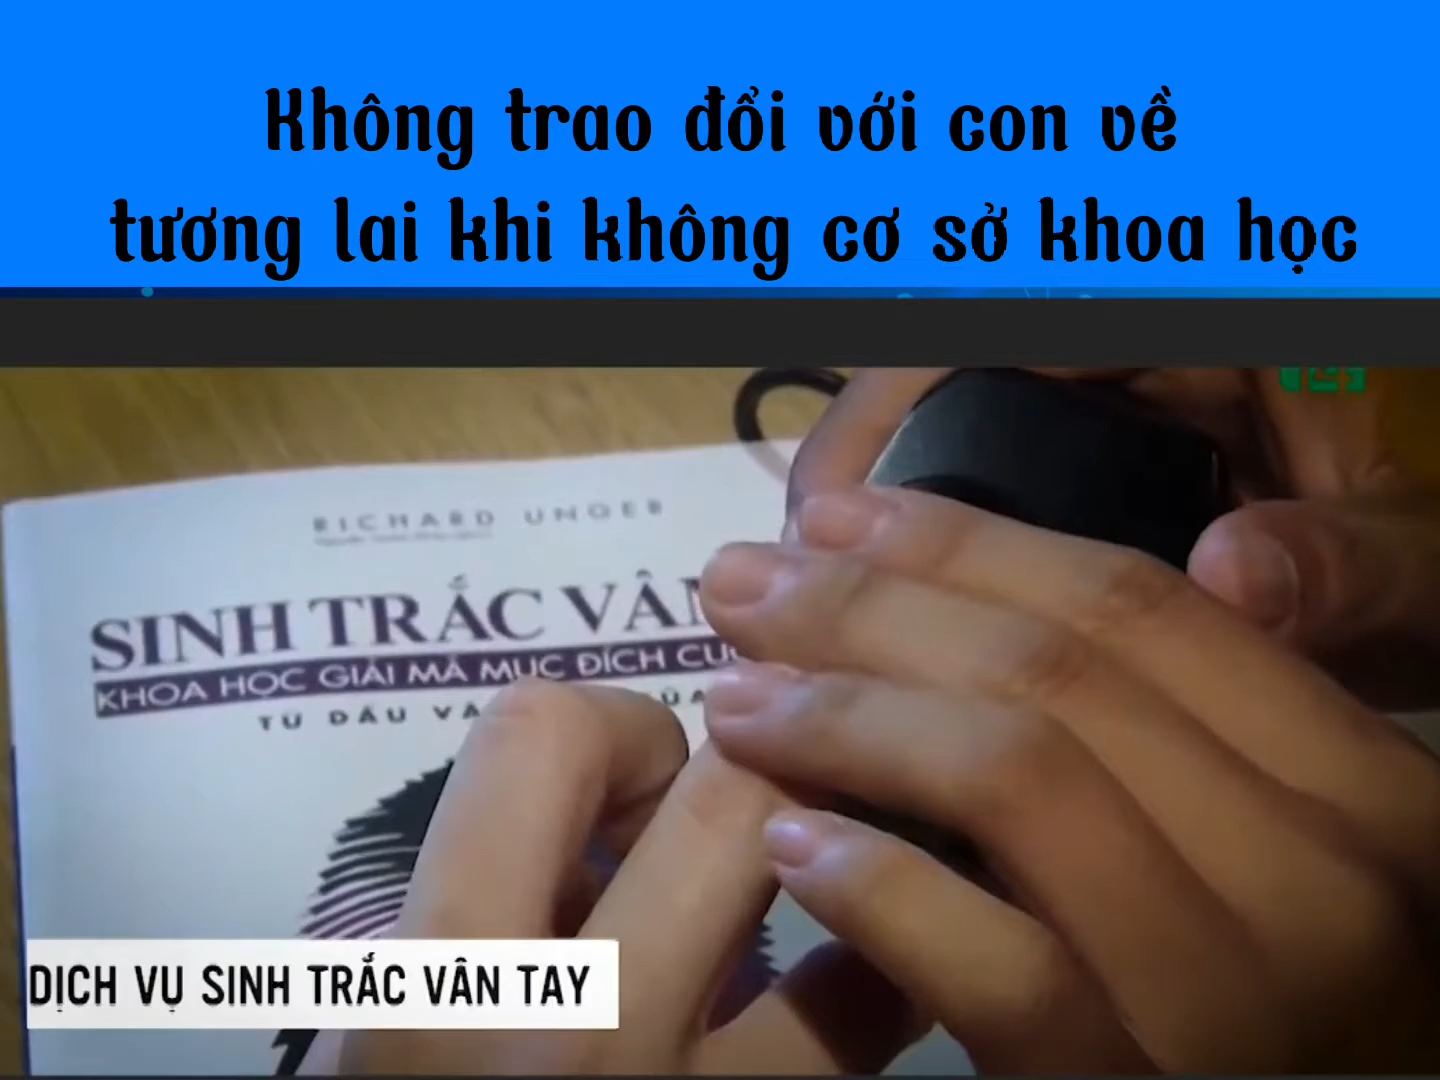 Không trao đổi với con về
tương lai khi không cơ sở khoa học
RICHARD UNGER
SINH TRẮC VÂN
KHOA HỌC GIẢI MÃ MỤC ĐÍCH
TỪ DẤU
DỊCH VỤ SINH TRẮC VÂN TAY